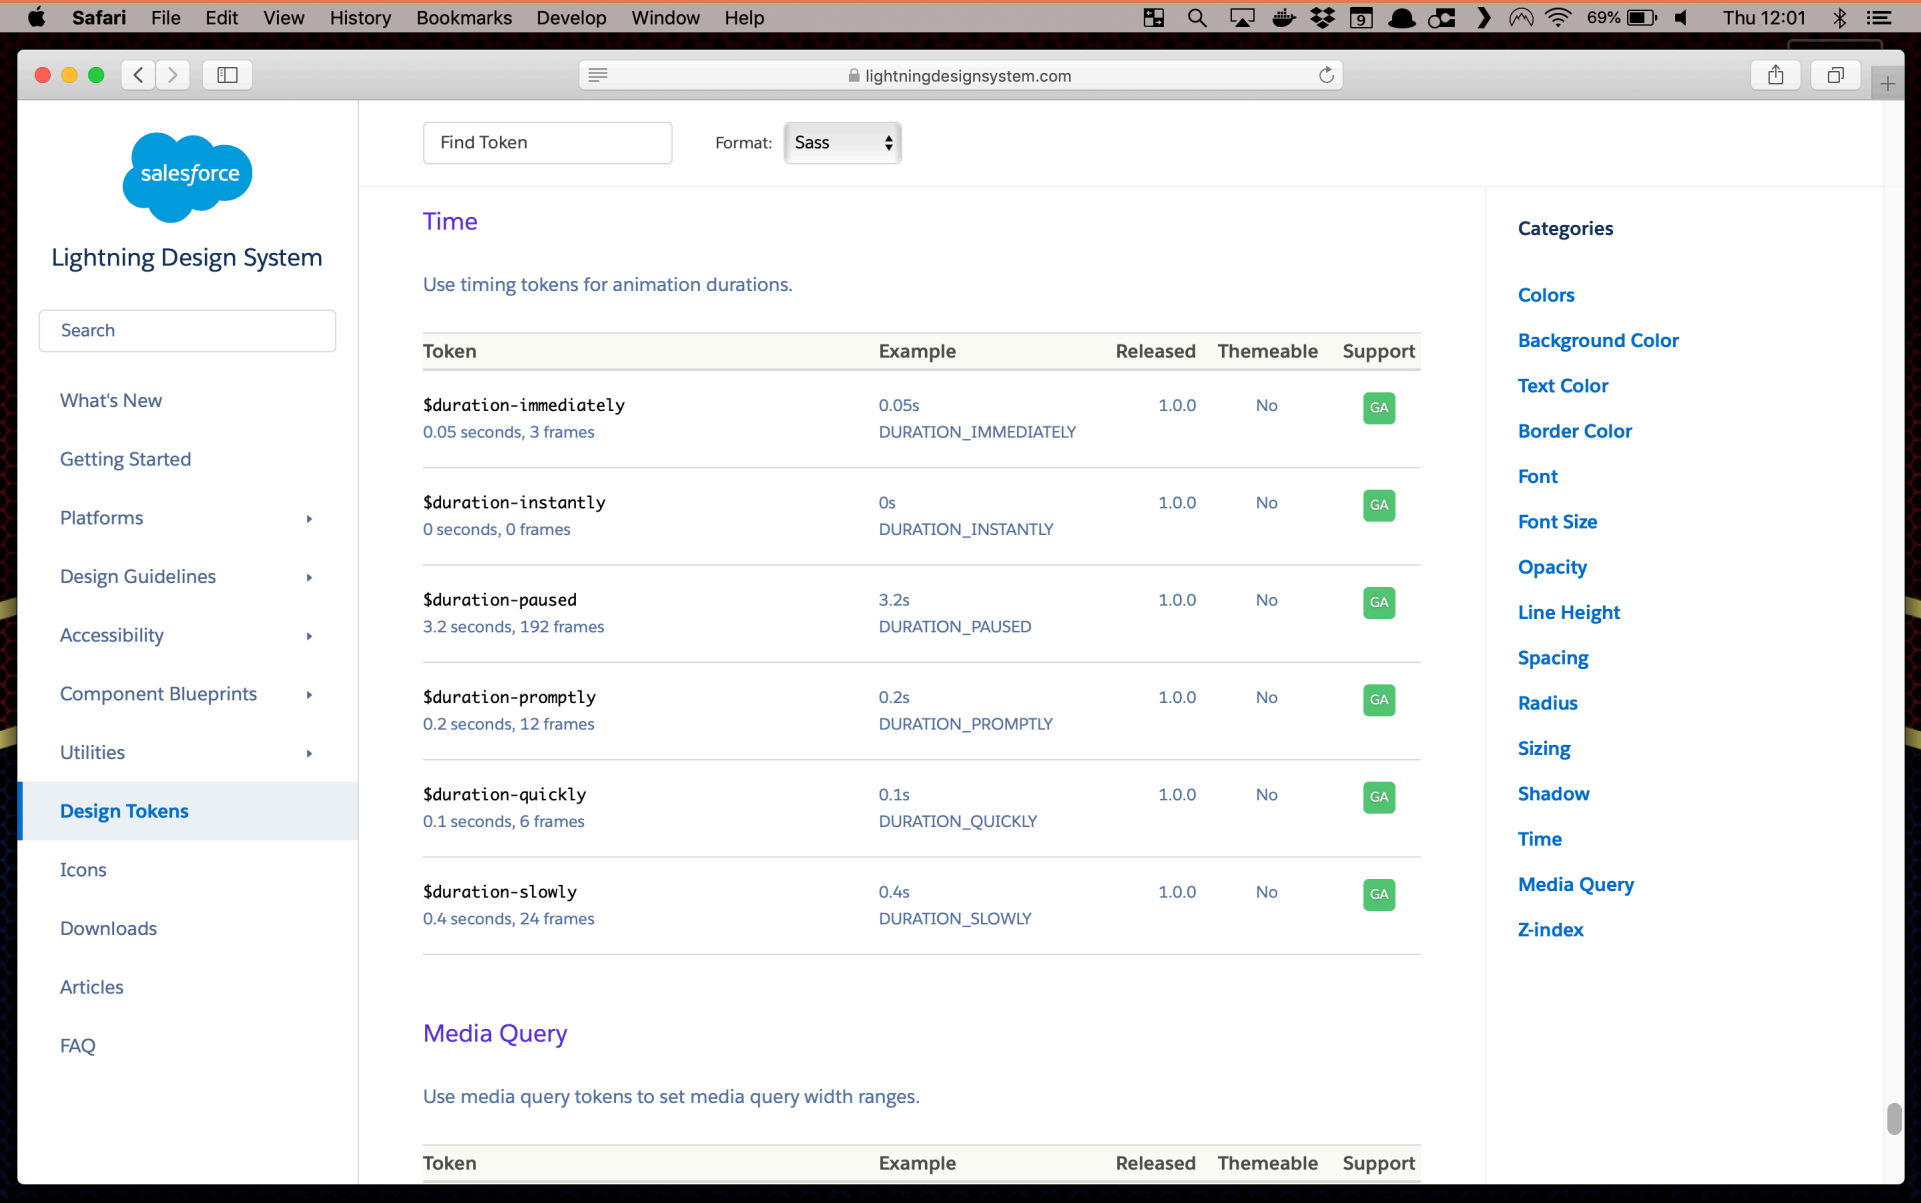 Safari File Edit View History Bookmarks Develop Window Help 9 69% Thu 12:01
lightningdesignsystem.com
salesforce
Lightning Design System
Search
What's New
Getting Started
Platforms
Design Guidelines
Accessibility
Component Blueprints
Utilities
Design Tokens
Icons
Downloads
Articles
FAQ
Find Token Format: Sass
Time
Use timing tokens for animation durations.
Token Example Released Themeable Support
$duration-immediately 0.05s 1.0.0 No GA
0.05 seconds, 3 frames DURATION_IMMEDIATELY
$duration-instantly 0s 1.0.0 No GA
0 seconds, 0 frames DURATION_INSTANTLY
$duration-paused 3.2s 1.0.0 No GA
3.2 seconds, 192 frames DURATION_PAUSED
$duration-promptly 0.2s 1.0.0 No GA
0.2 seconds, 12 frames DURATION_PROMPTLY
$duration-quickly 0.1s 1.0.0 No GA
0.1 seconds, 6 frames DURATION_QUICKLY
$duration-slowly 0.4s 1.0.0 No GA
0.4 seconds, 24 frames DURATION_SLOWLY
Media Query
Use media query tokens to set media query width ranges.
Token Example Released Themeable Support
Categories
Colors
Background Color
Text Color
Border Color
Font
Font Size
Opacity
Line Height
Spacing
Radius
Sizing
Shadow
Time
Media Query
Z-index